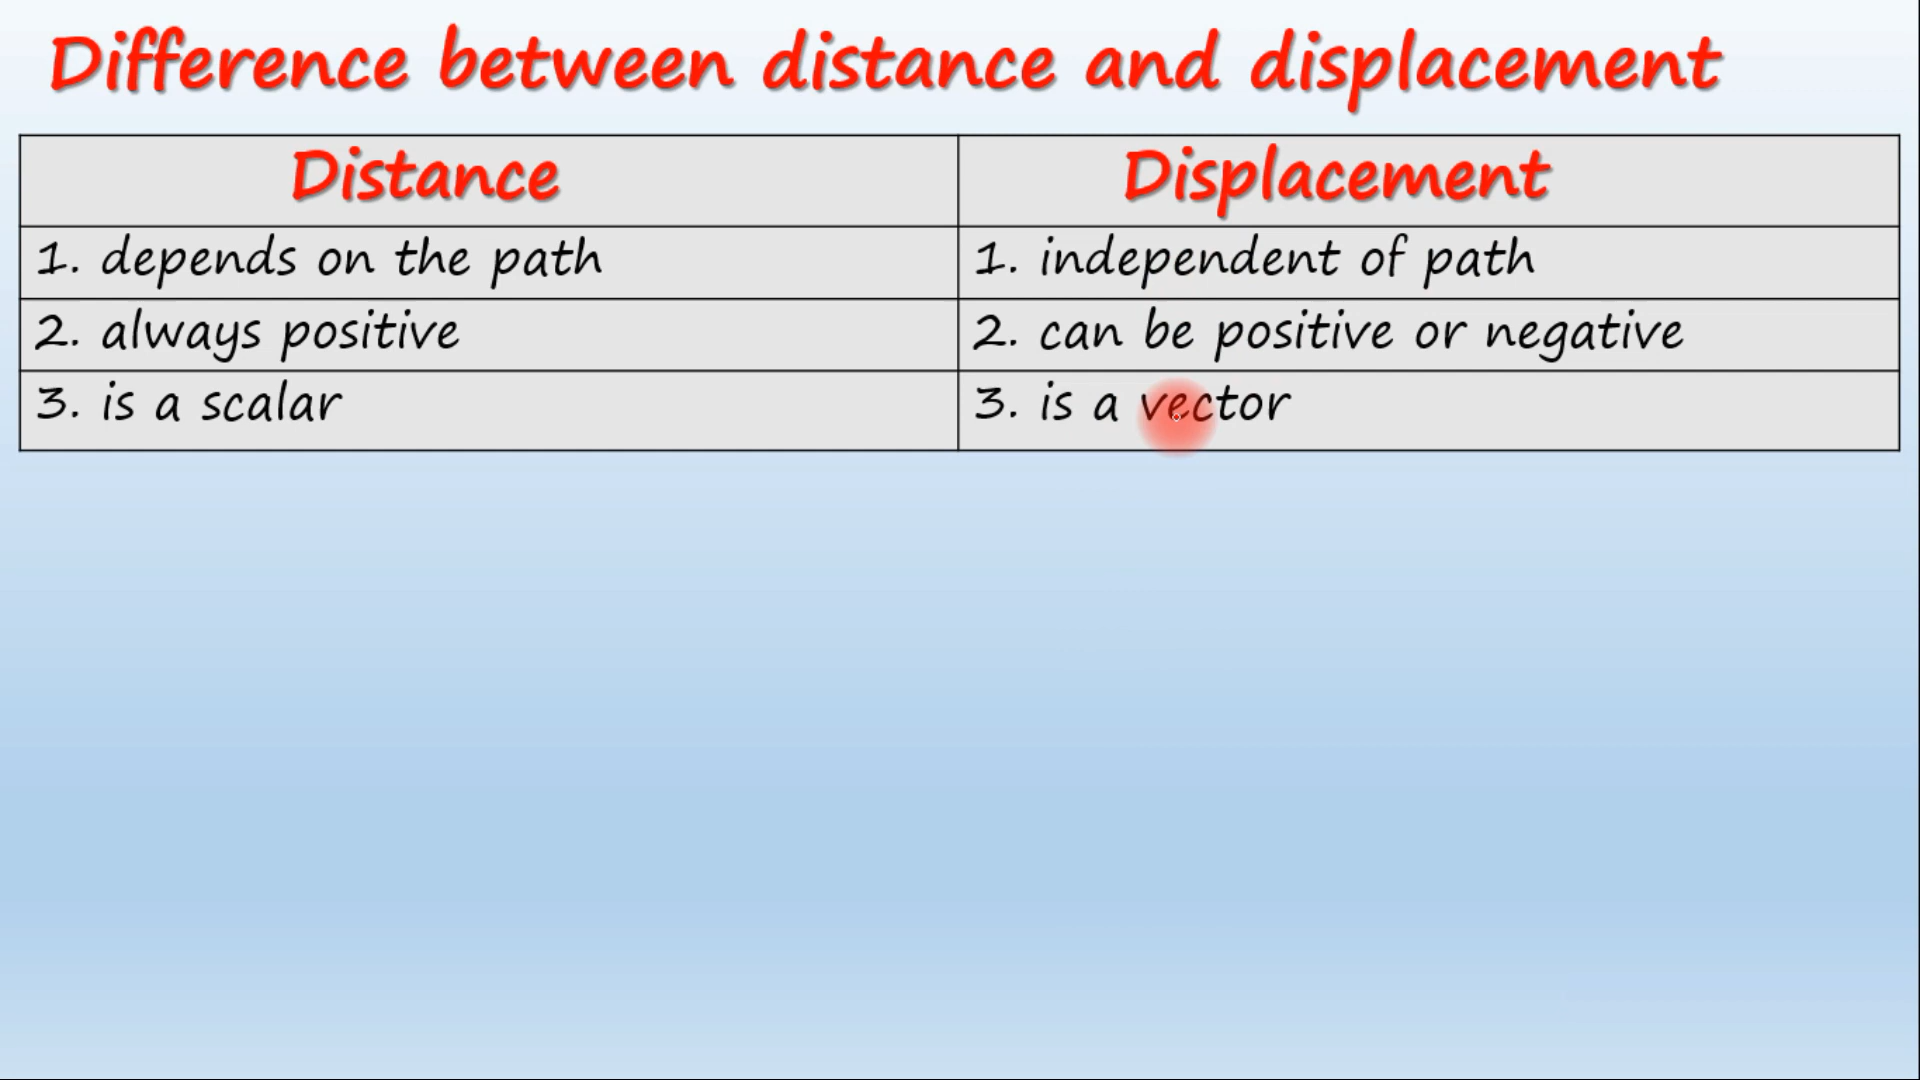 Difference between distance and displacement
Distance
Displacement
1. depends on the path
1. independent of path
2. always positive
2. can be positive or negative
3. is a scalar
3. is a vector